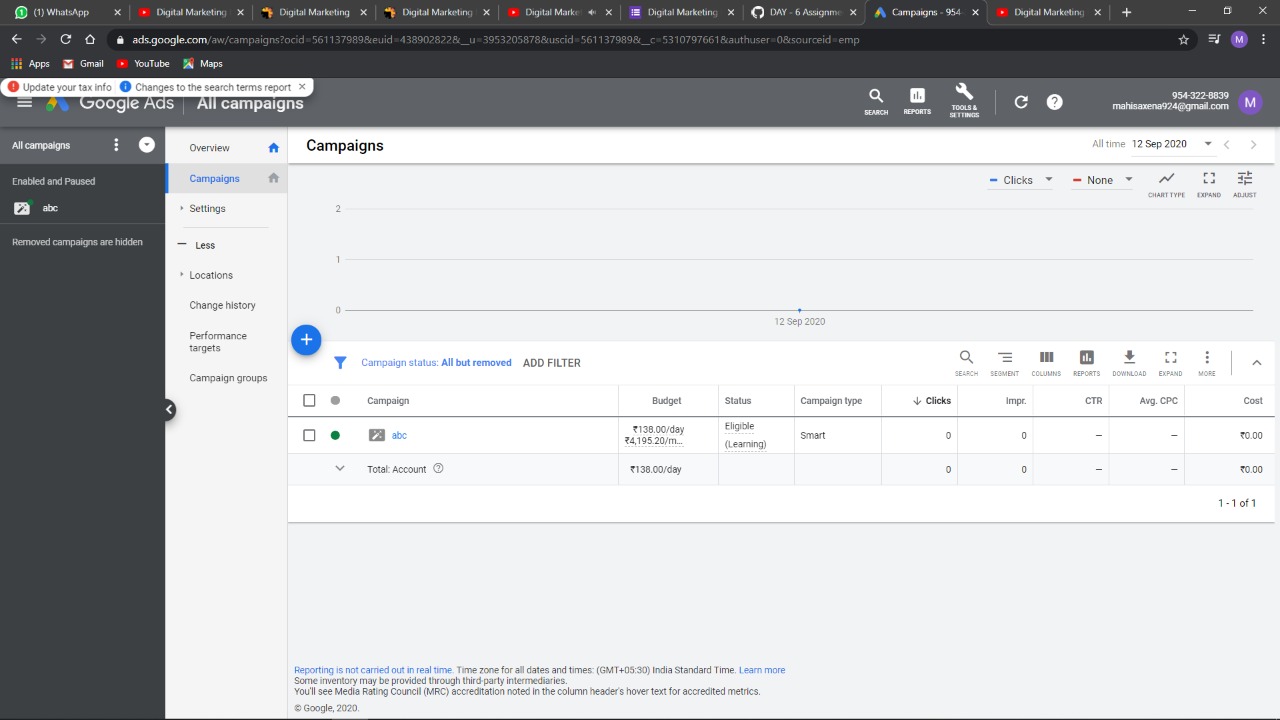 (1) WhatsApp
Digital Marketing
Digital Marketing
Digital Marketing
Digital Marke
Digital Marketing
DAY - 6 Assignme
Campaigns - 954-
Digital Marketing
ads.google.com/aw/campaigns?ocid=561137989&euid=438902822&__u=3953205878&uscid=561137989&__c=5310797661&authuser=0&sourceid=emp
M
Apps
Gmail
YouTube
Maps
Update your tax info
Changes to the search terms report
Google Ads
All campaigns
SEARCH
REPORTS
TOOLS & SETTINGS
954-322-8839
mahisaxena924@gmail.com
M
All campaigns
Enabled and Paused
abc
Removed campaigns are hidden
Overview
Campaigns
Settings
Less
Locations
Change history
Performance
targets
Campaign groups
Campaigns
All time 12 Sep 2020
Clicks
None
CHART TYPE
EXPAND
ADJUST
2
1
0
12 Sep 2020
Campaign status: All but removed
ADD FILTER
SEARCH
SEGMENT
COLUMNS
REPORTS
DOWNLOAD
EXPAND
MORE
Campaign Budget Status Campaign type Clicks Impr. CTR Avg. CPC Cost
abc ₹138.00/day ₹4,195.20/m... Eligible (Learning) Smart 0 0 – – ₹0.00
Total: Account ₹138.00/day 0 0 – – ₹0.00
1 - 1 of 1
Reporting is not carried out in real time. Time zone for all dates and times: (GMT+05:30) India Standard Time. Learn more
Some inventory may be provided through third-party intermediaries.
You'll see Media Rating Council (MRC) accreditation noted in the column header's hover text for accredited metrics.
© Google, 2020.